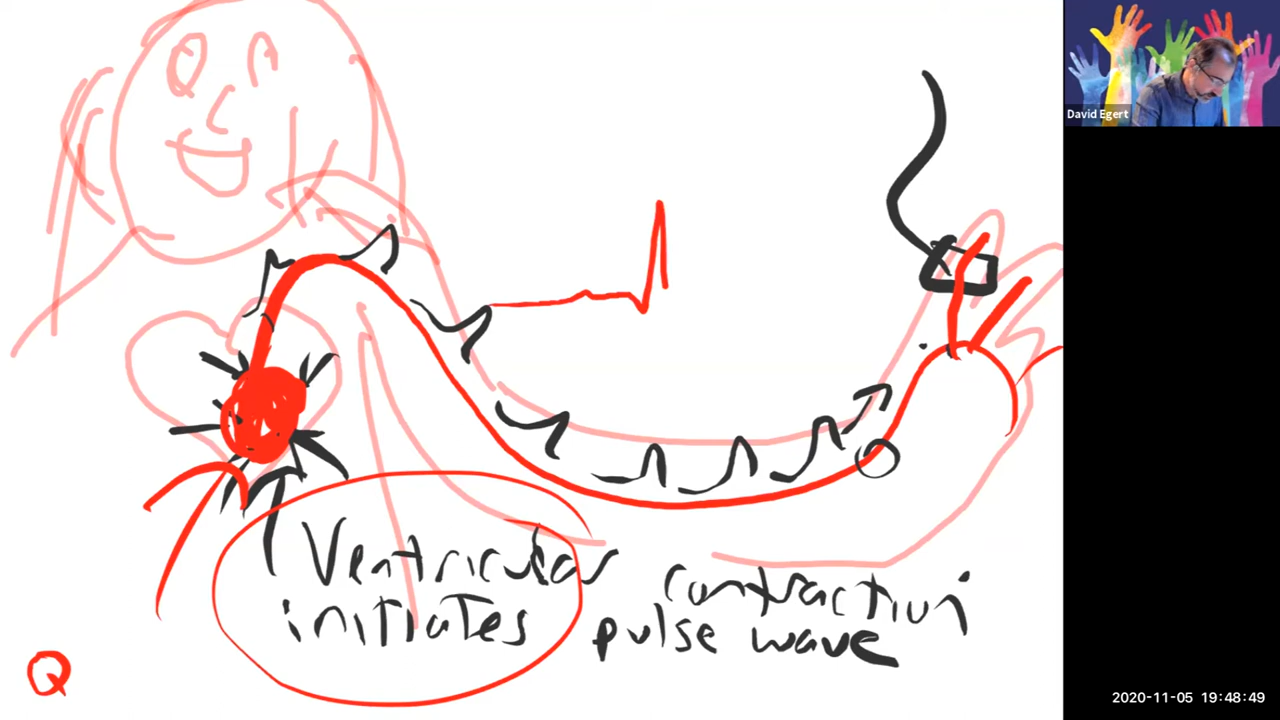 David Egert
Ventricular contraction
initiates pulse wave
Q
2020-11-05 19:48:49